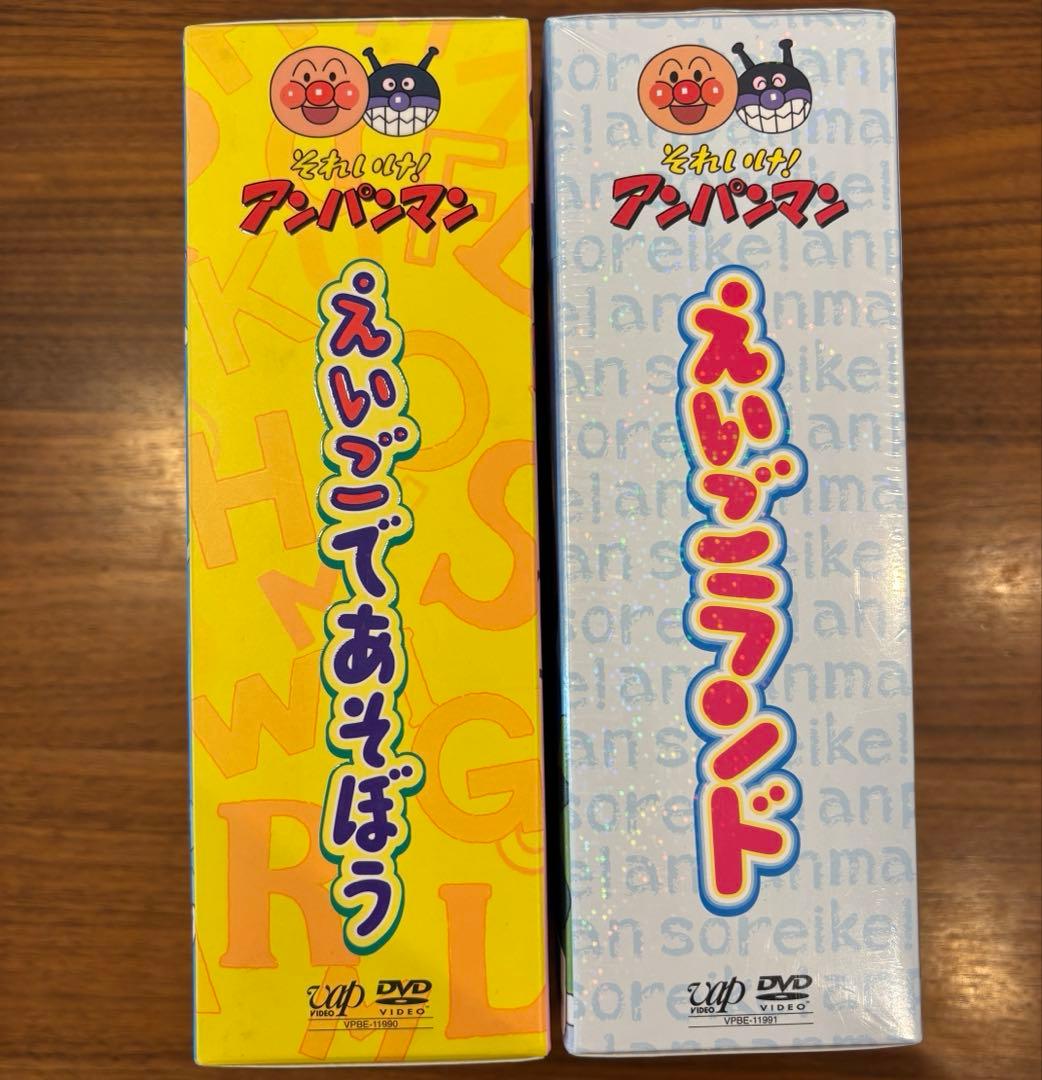 それいけ!
アンパンマン
えいごであそぼう
vap
VIDEO
DVD
VIDEO
VPBE-11990
それいけ!
アンパンマン
えいごランド
vap
VIDEO
DVD
VIDEO
VPBE-11991